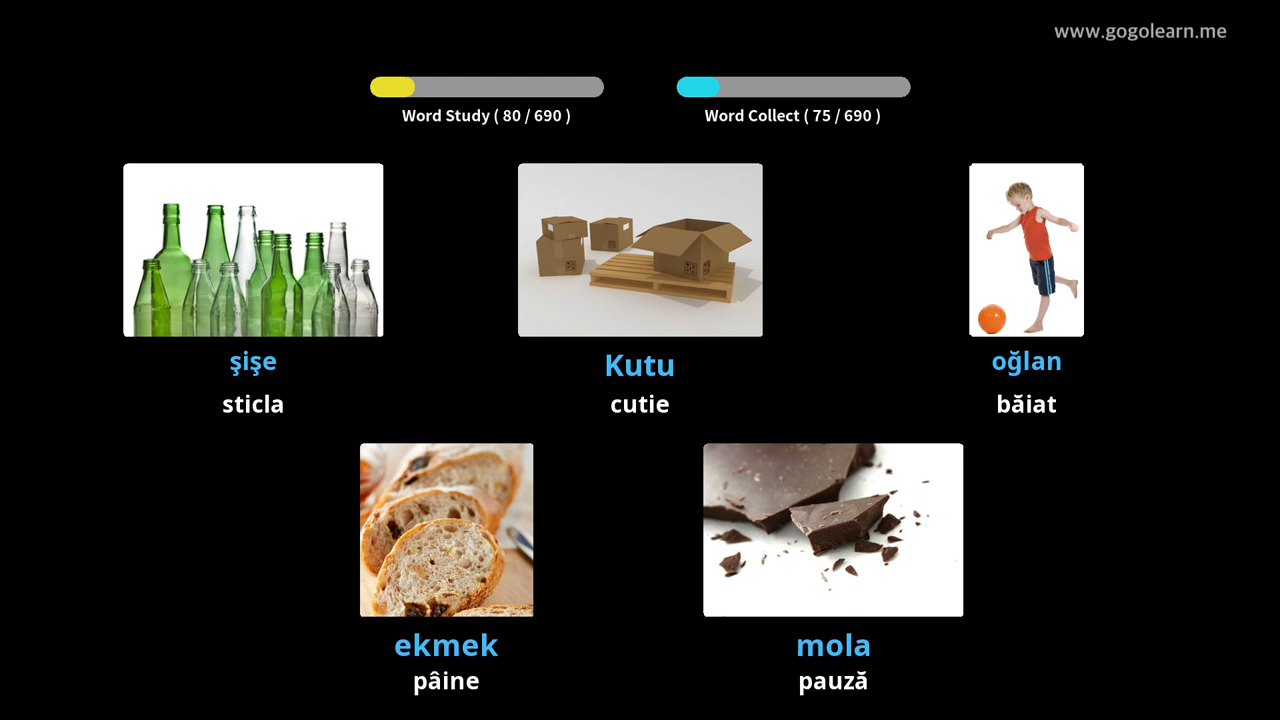 www.gogolearn.me
Word Study ( 80 / 690 )
Word Collect ( 75 / 690 )
şişe
Kutu
oğlan
sticla
cutie
băiat
ekmek
mola
pâine
pauză